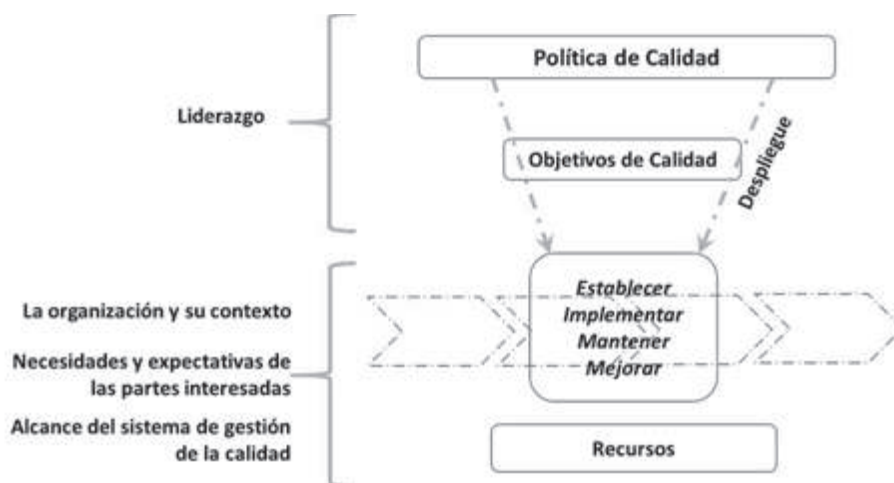 Política de Calidad
Liderazgo
Objetivos de Calidad
Despliegue
Establecer
La organización y su contexto
Implementar
Mantener
Necesidades y expectativas de
las partes interesadas
Mejorar
Alcance del sistema de gestión
de la calidad
Recursos